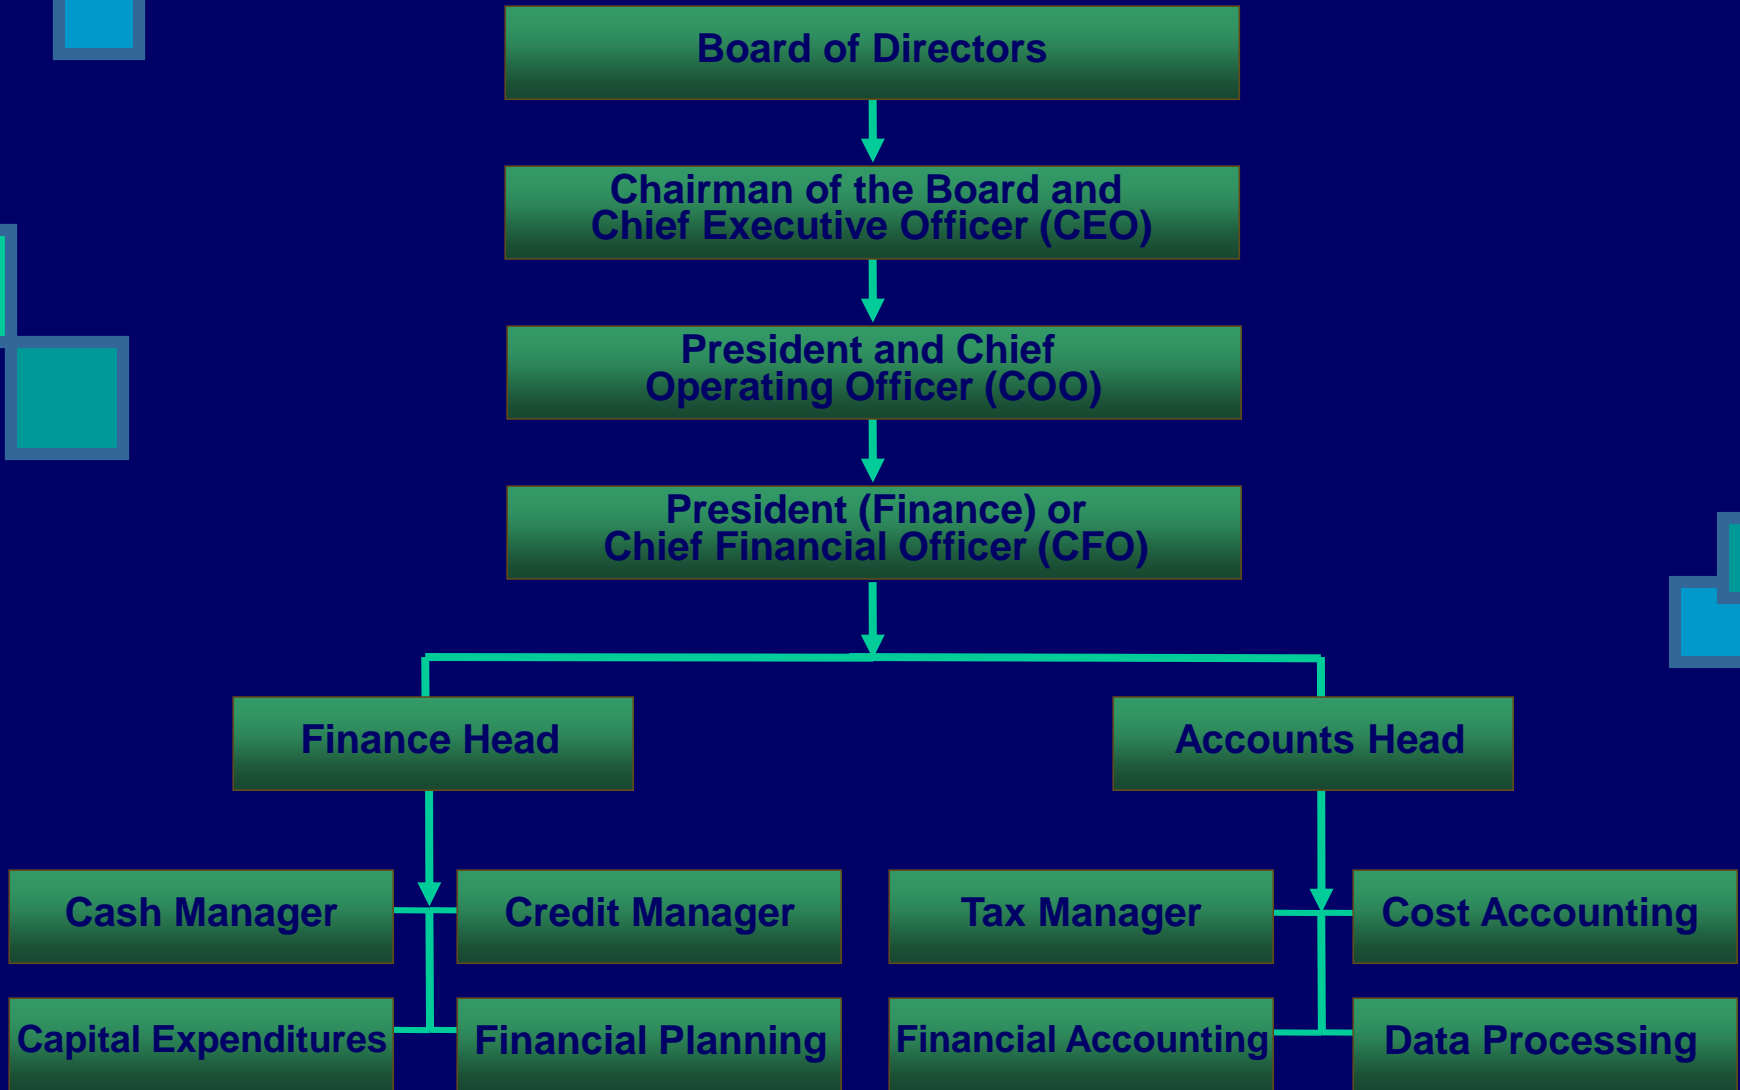 Board of Directors
Chairman of the Board and
Chief Executive Officer (CEO)
President and Chief
Operating Officer (COO)
President (Finance) or
Chief Financial Officer (CFO)
Finance Head
Accounts Head
Cash Manager
Credit Manager
Tax Manager
Cost Accounting
Capital Expenditures
Financial Planning
Financial Accounting
Data Processing